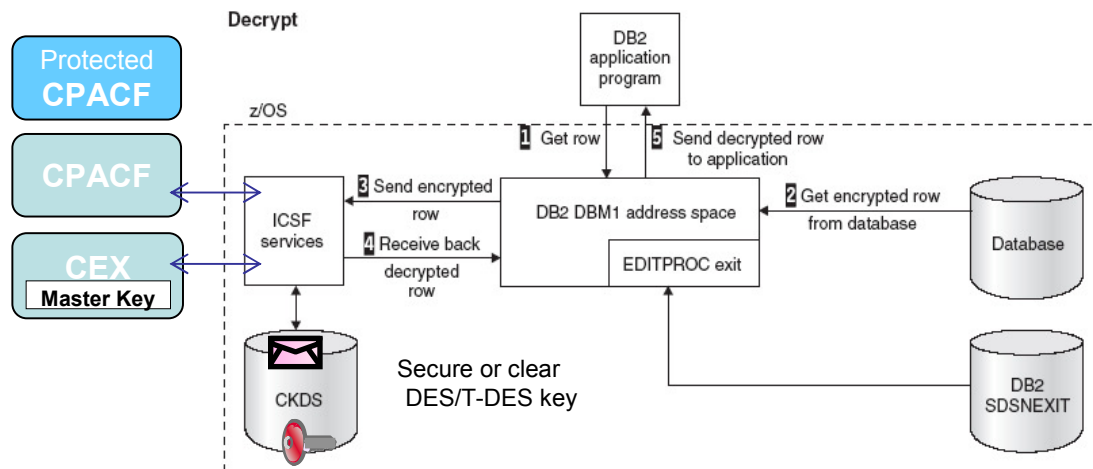 Decrypt
Protected
CPACF
CPACF
CEX
Master Key
z/OS
DB2
application
program
1 Get row
5 Send decrypted row
to application
3 Send encrypted
row
ICSF
services
4 Receive back
decrypted
row
DB2 DBM1 address space
EDITPROC exit
2 Get encrypted row
from database
Database
CKDS
Secure or clear
DES/T-DES key
DB2
SDSNEXIT